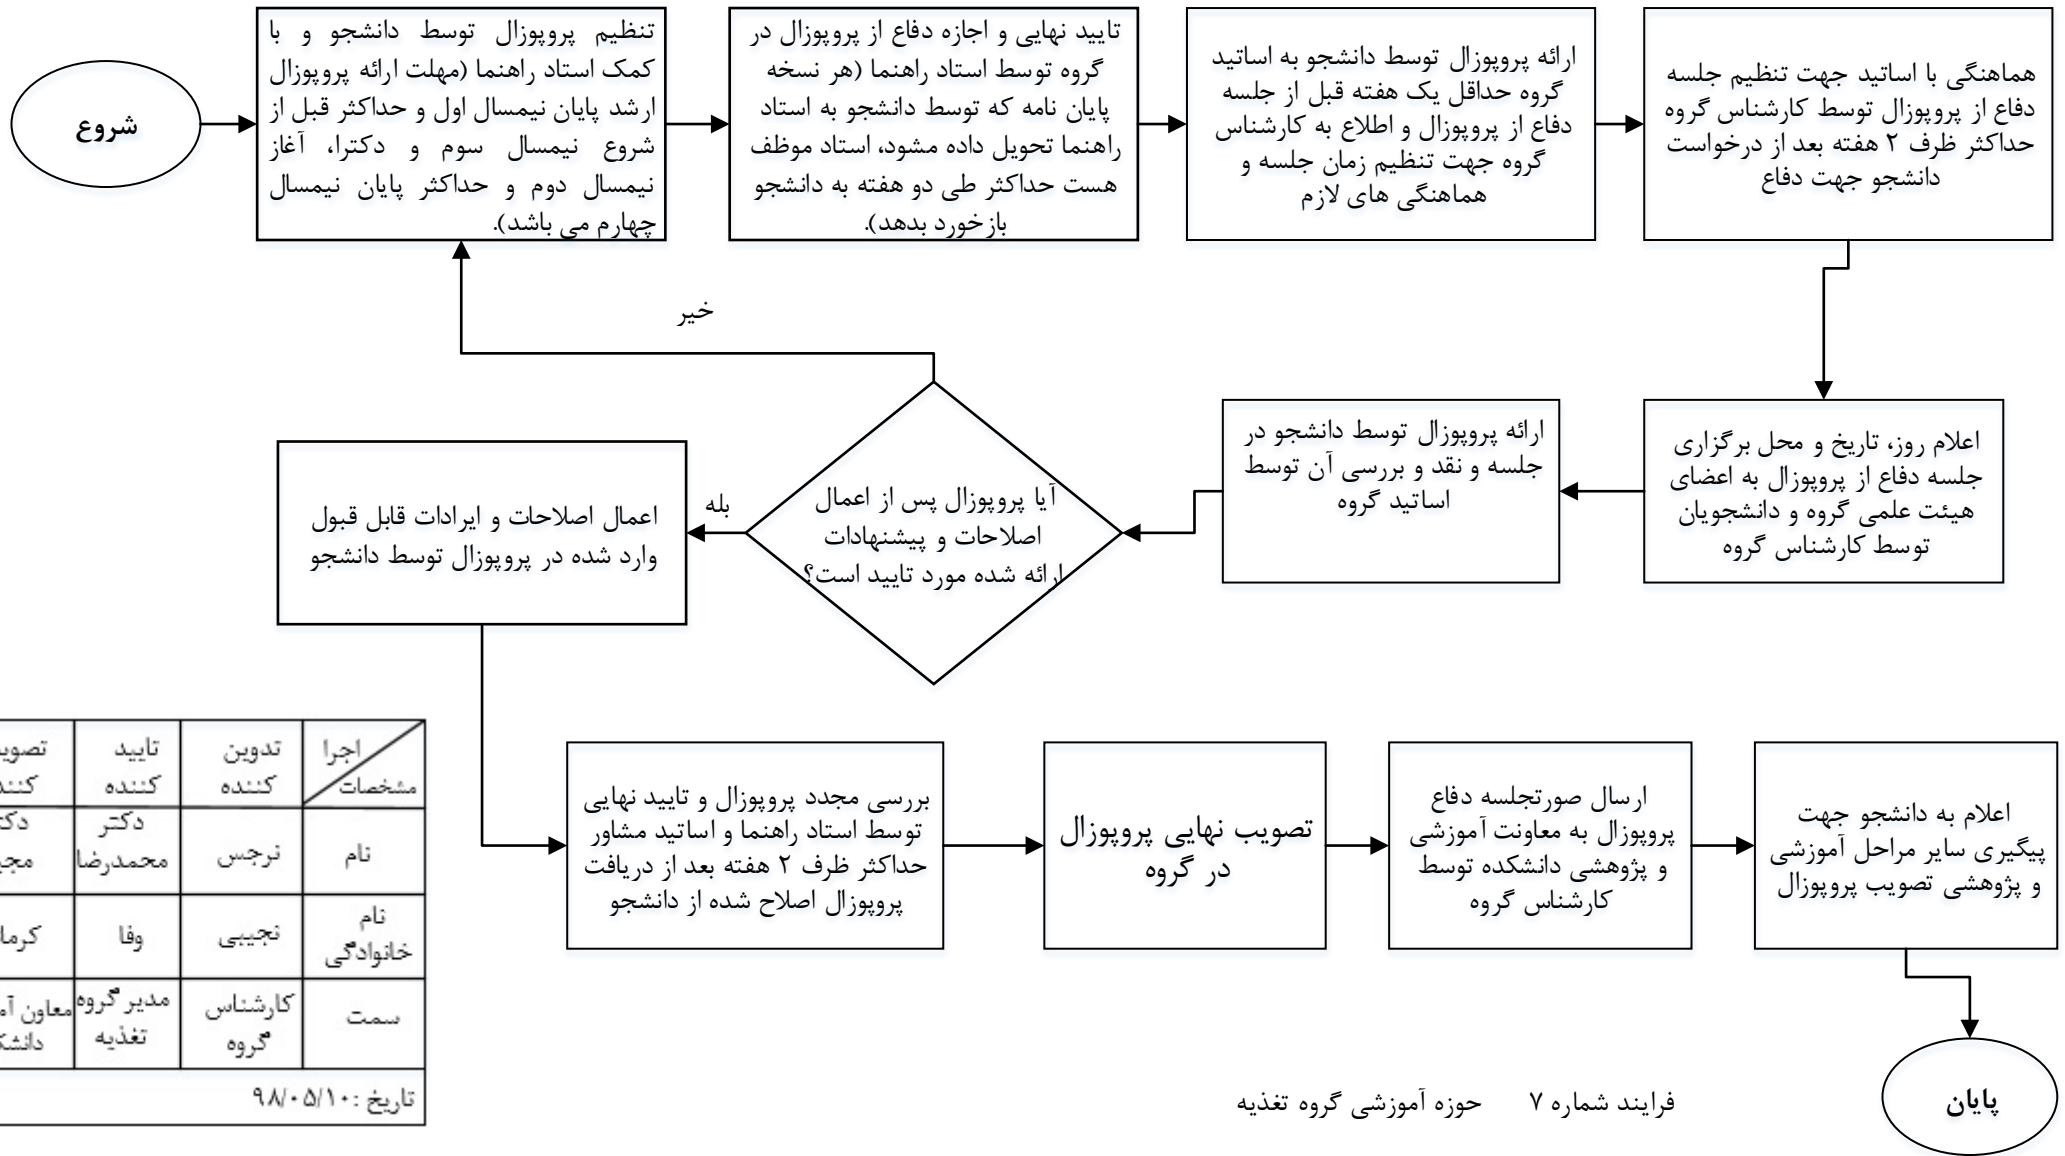 شروع
تنظیم پروپوزال توسط دانشجو و با
کمک استاد راهنما (مهلت ارائه پروپوزال
ارشد پایان نیمسال اول و حداکثر قبل از
شروع نیمسال سوم و دکترا، آغاز
نیمسال دوم و حداکثر پایان نیمسال
چهارم می باشد).
تایید نهایی و اجازه دفاع از پروپوزال در
گروه توسط استاد راهنما (هر نسخه
پایان نامه که توسط دانشجو به استاد
راهنما تحویل داده مشود، استاد موظف
هست حداکثر طی دو هفته به دانشجو
بازخورد بدهد).
ارائه پروپوزال توسط دانشجو به اساتید
گروه حداقل یک هفته قبل از جلسه
دفاع از پروپوزال و اطلاع به کارشناس
گروه جهت تنظیم زمان جلسه و
هماهنگی های لازم
هماهنگی با اساتید جهت تنظیم جلسه
دفاع از پروپوزال توسط کارشناس گروه
حداکثر ظرف ۲ هفته بعد از درخواست
دانشجو جهت دفاع
اعلام روز، تاریخ و محل برگزاری
جلسه دفاع از پروپوزال به اعضای
هیئت علمی گروه و دانشجویان
توسط کارشناس گروه
ارائه پروپوزال توسط دانشجو در
جلسه و نقد و بررسی آن توسط
اساتید گروه
آیا پروپوزال پس از اعمال
اصلاحات و پیشنهادات
ارائه شده مورد تایید است؟
خیر
بله
اعمال اصلاحات و ایرادات قابل قبول
وارد شده در پروپوزال توسط دانشجو
بررسی مجدد پروپوزال و تایید نهایی
توسط استاد راهنما و اساتید مشاور
حداکثر ظرف ۲ هفته بعد از دریافت
پروپوزال اصلاح شده از دانشجو
تصویب نهایی پروپوزال
در گروه
ارسال صورتجلسه دفاع
پروپوزال به معاونت آموزشی
و پژوهشی دانشکده توسط
کارشناس گروه
اعلام به دانشجو جهت
پیگیری سایر مراحل آموزشی
و پژوهشی تصویب پروپوزال
پایان
اجرا
مشخصات
تدوین
کننده
تایید
کننده
نام
نرجس
دکتر
محمدرضا
نام
خانوادگی
نجیبی
وفا
سمت
کارشناس
گروه
مدیر گروه
تغذیه
معاون
تاریخ :۹۸/۰۵/۱۰
فرایند شماره ۷ حوزه آموزشی گروه تغذیه